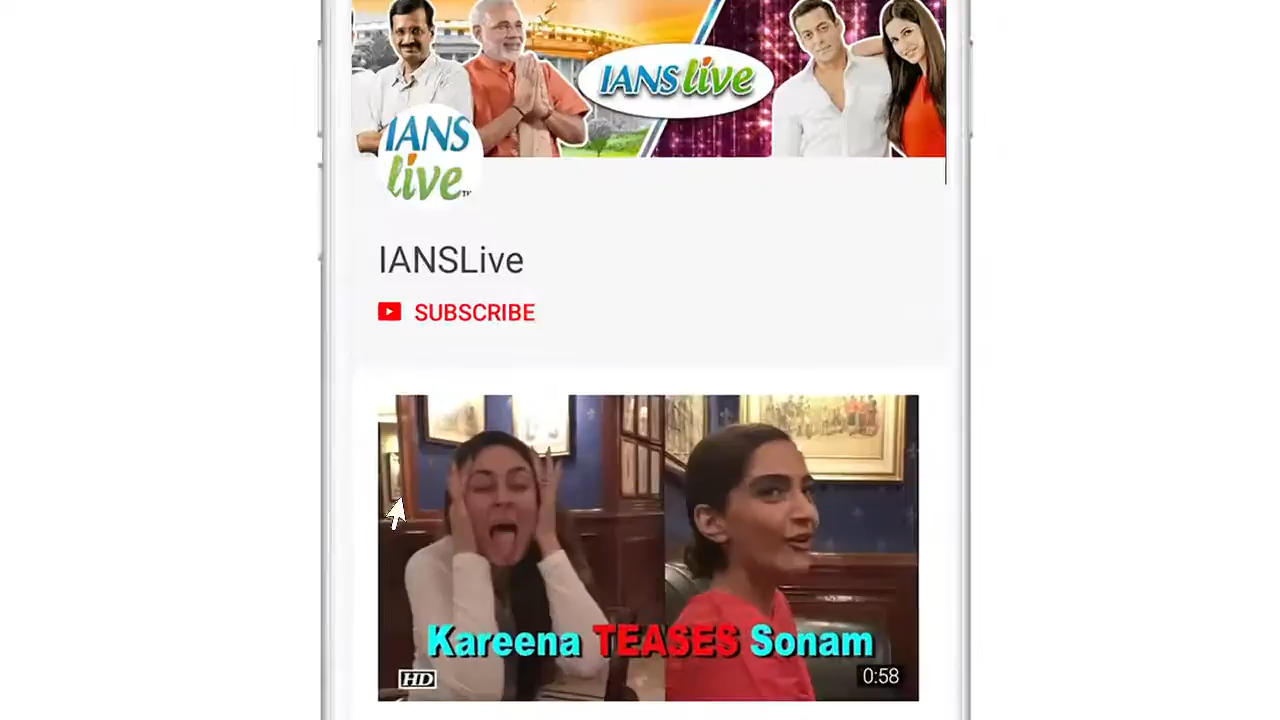 IANS live
IANS
live
IANSLive
SUBSCRIBE
Kareena TEASES Sonam
HD
0:58